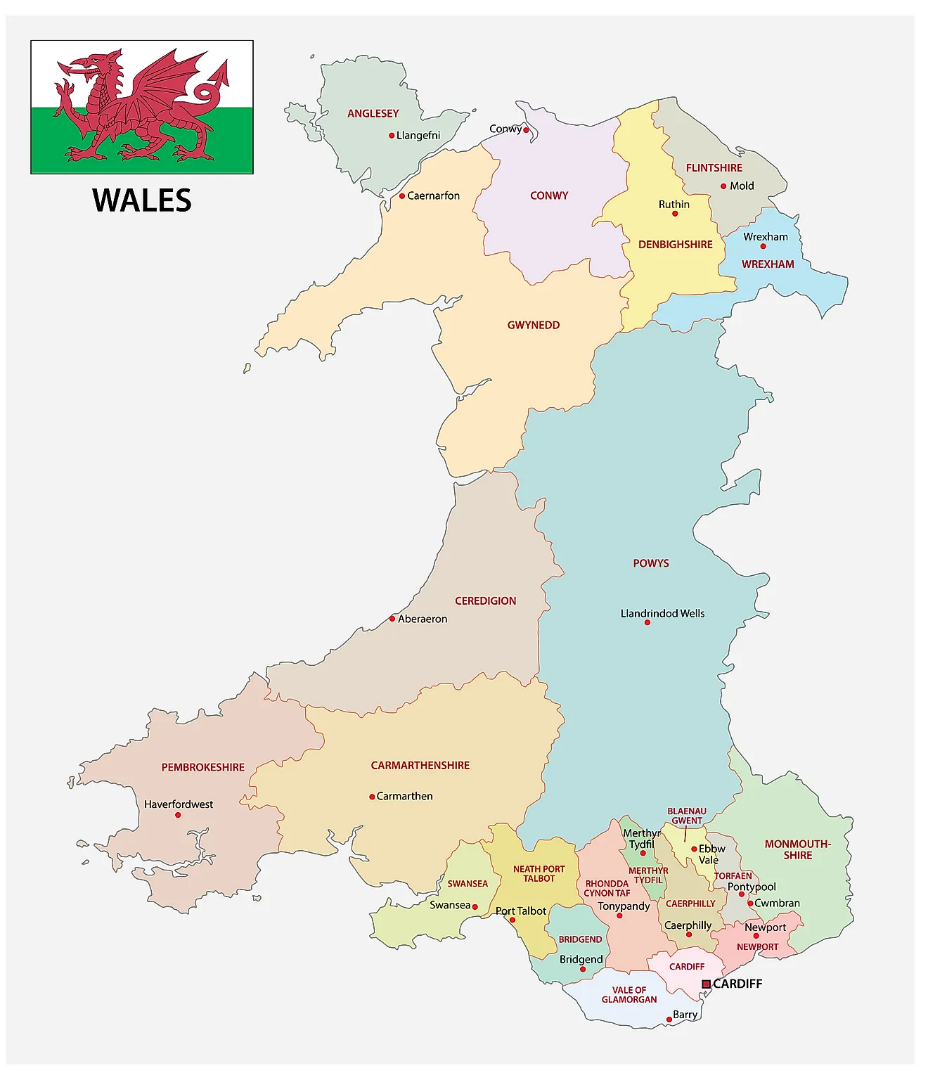 WALES
ANGLESEY
Llangefni
Conwy
Caernarfon
CONWY
FLINTSHIRE
Mold
Ruthin
DENBIGHSHIRE
Wrexham
WREXHAM
GWYNEDD
POWYS
Llandrindod Wells
CEREDIGION
Aberaeron
PEMBROKESHIRE
Haverfordwest
CARMARTHENSHIRE
Carmarthen
BLAENAU
GWENT
Merthyr
Tydfil
Ebbw
Vale
MONMOUTH-
SHIRE
MERTHYR
TYDFIL
TORFAEN
Pontypool
Cwmbran
SWANSEA
Swansea
NEATH PORT
TALBOT
Port Talbot
RHONDDA
CYNON TAF
Tonypandy
CAERPHILLY
Caerphilly
Newport
NEWPORT
BRIDGEND
Bridgend
CARDIFF
CARDIFF
VALE OF
GLAMORGAN
Barry